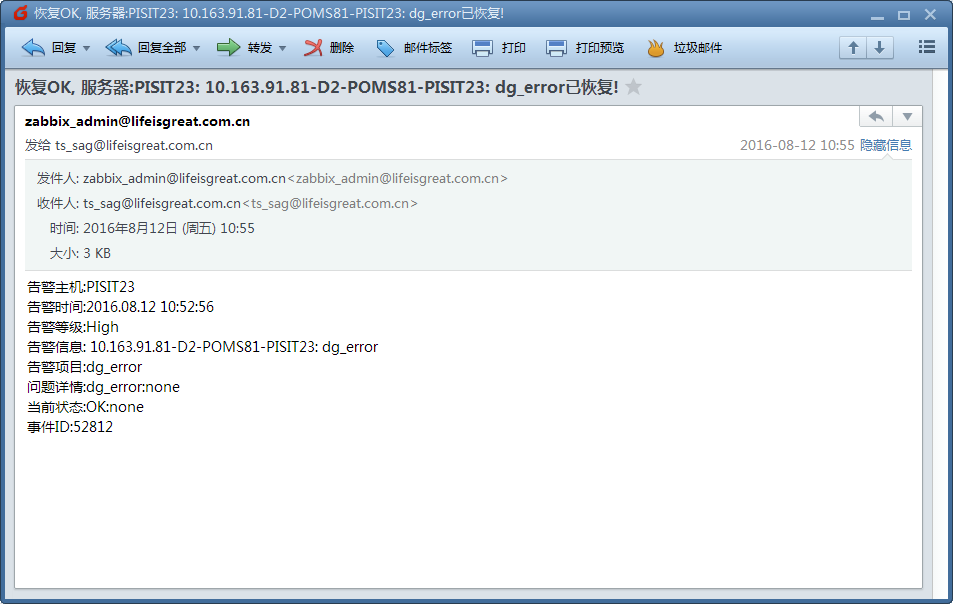 恢复OK, 服务器:PISIT23: 10.163.91.81-D2-POMS81-PISIT23: dg_error已恢复!
回复 回复全部 转发 删除 邮件标签 打印 打印预览 垃圾邮件
恢复OK, 服务器:PISIT23: 10.163.91.81-D2-POMS81-PISIT23: dg_error已恢复!
zabbix_admin@lifeisgreat.com.cn
发给 ts_sag@lifeisgreat.com.cn 2016-08-12 10:55 隐藏信息
发件人: zabbix_admin@lifeisgreat.com.cn<zabbix_admin@lifeisgreat.com.cn>
收件人: ts_sag@lifeisgreat.com.cn<ts_sag@lifeisgreat.com.cn>
时间: 2016年8月12日 (周五) 10:55
大小: 3 KB
告警主机:PISIT23
告警时间:2016.08.12 10:52:56
告警等级:High
告警信息: 10.163.91.81-D2-POMS81-PISIT23: dg_error
告警项目:dg_error
问题详情:dg_error:none
当前状态:OK:none
事件ID:52812